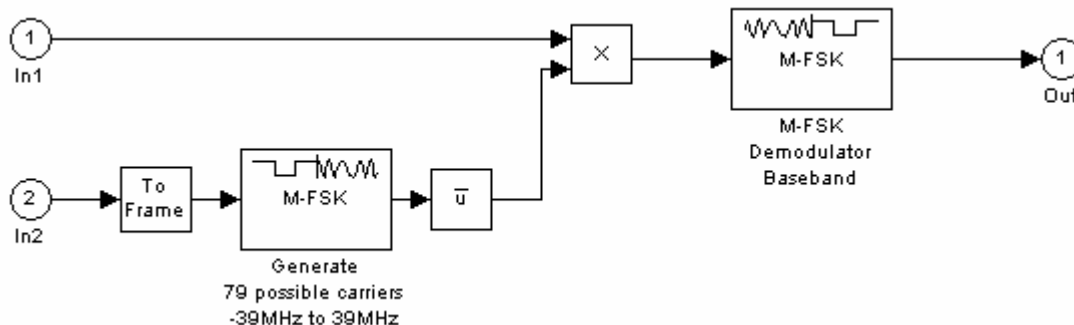 1
In1
×
M-FSK
M-FSK
Demodulator
Baseband
1
Out
2
In2
To
Frame
M-FSK
Generate
79 possible carriers
-39MHz to 39MHz
u̅